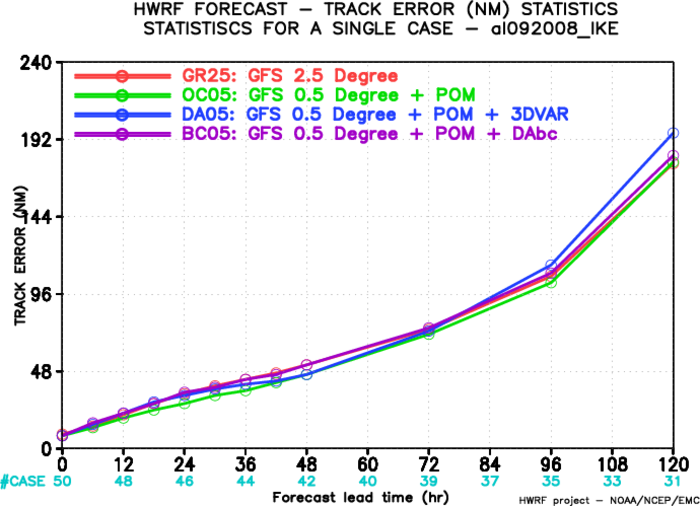 HWRF FORECAST – TRACK ERROR (NM) STATISTICS
STATISTISCS FOR A SINGLE CASE – al092008_IKE
GR25: GFS 2.5 Degree
OC05: GFS 0.5 Degree + POM
DA05: GFS 0.5 Degree + POM + 3DVAR
BC05: GFS 0.5 Degree + POM + DAbc
240
192
144
96
48
0
TRACK ERROR (NM)
0 12 24 36 48 60 72 84 96 108 120
#CASE 50 48 46 44 42 40 39 37 35 33 31
Forecast lead time (hr)
HWRF project – NOAA/NCEP/EMC